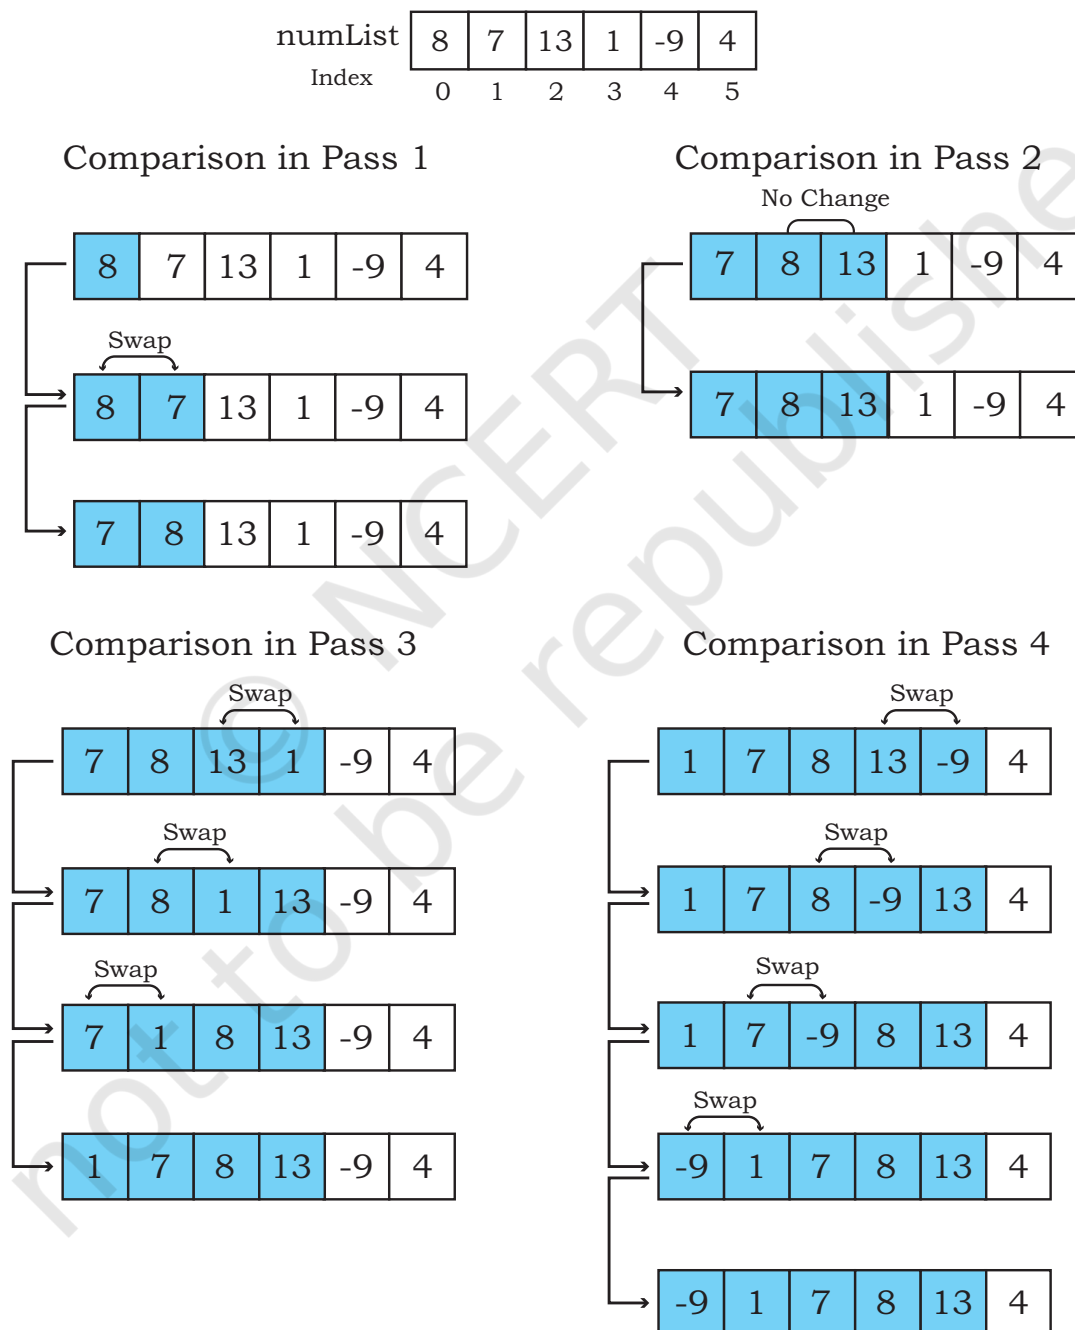 numList 8 7 13 1 -9 4
Index 0 1 2 3 4 5
Comparison in Pass 1
8 7 13 1 -9 4
Swap
8 7 13 1 -9 4
7 8 13 1 -9 4
Comparison in Pass 2
No Change
7 8 13 1 -9 4
7 8 13 1 -9 4
Comparison in Pass 3
Swap
7 8 13 1 -9 4
Swap
7 8 1 13 -9 4
Swap
7 1 8 13 -9 4
1 7 8 13 -9 4
Comparison in Pass 4
Swap
1 7 8 13 -9 4
Swap
1 7 8 -9 13 4
Swap
1 7 -9 8 13 4
Swap
-9 1 7 8 13 4
-9 1 7 8 13 4
© NCERT
not to be republishe